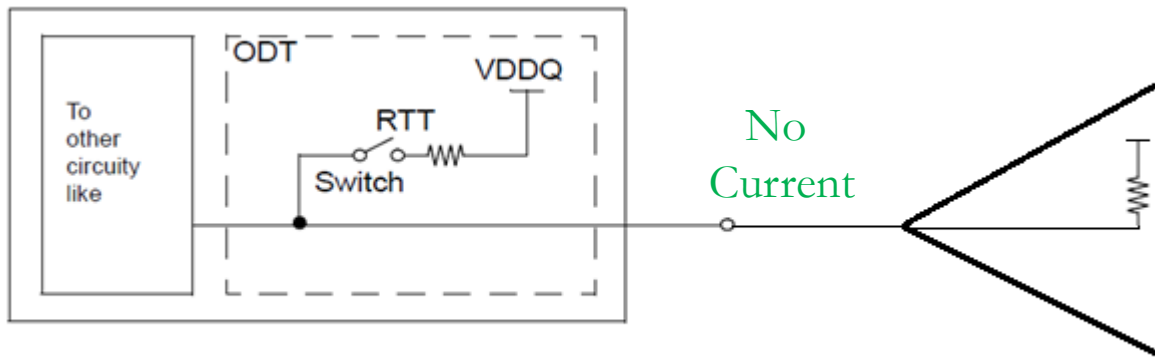 ODT
VDDQ
To
other
circuity
like
RTT
Switch
No
Current